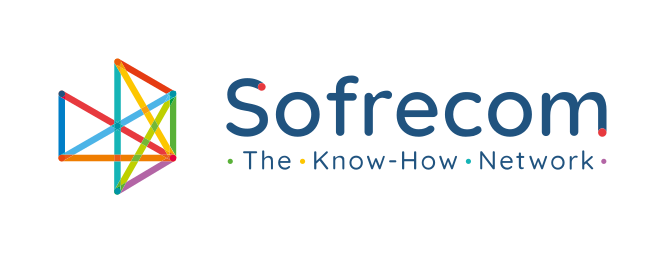 Sofrecom
• The • Know-How • Network •